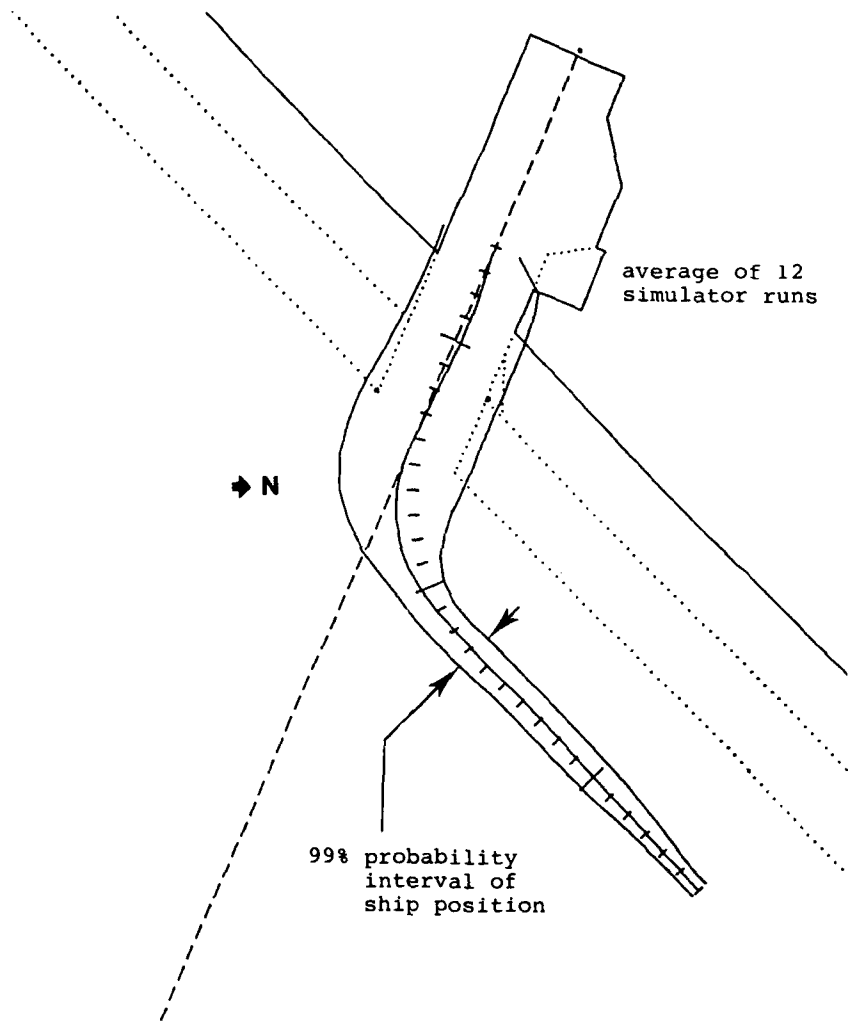 average of 12
simulator runs
N
99% probability
interval of
ship position